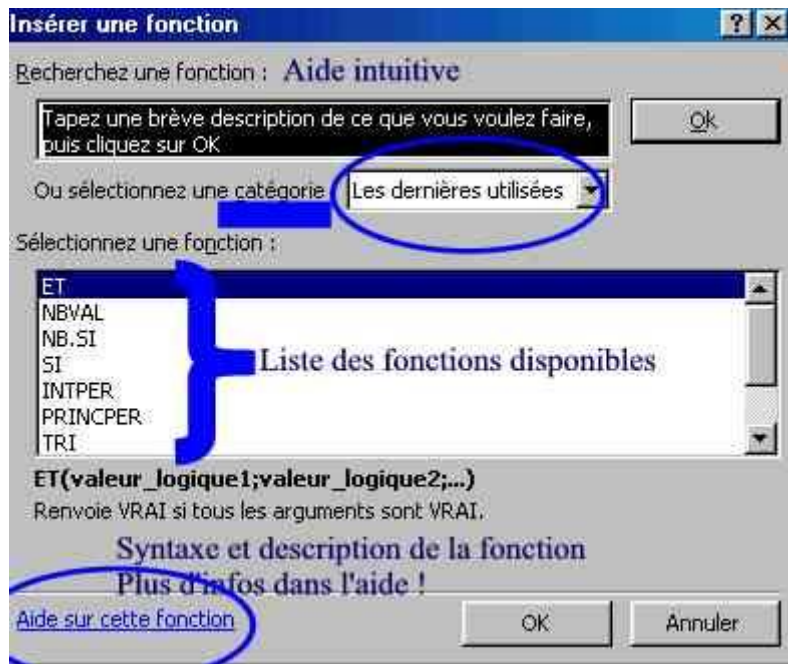 Insérer une fonction
Recherchez une fonction : Aide intuitive
Tapez une brève description de ce que vous voulez faire,
puis cliquez sur OK
Ok
Ou sélectionnez une catégorie Les dernières utilisées
Sélectionnez une fonction :
ET
NBVAL
NB.SI
SI
INTPER
PRINCPER
TRI
Liste des fonctions disponibles
ET(valeur_logique1;valeur_logique2;...)
Renvoie VRAI si tous les arguments sont VRAI.
Syntaxe et description de la fonction
Plus d'infos dans l'aide !
Aide sur cette fonction
OK
Annuler